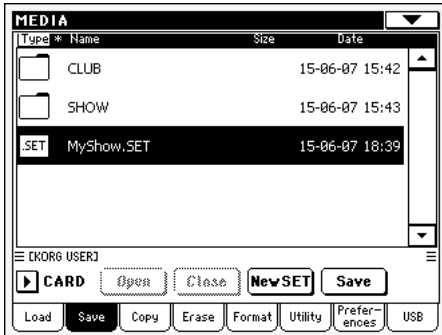 MEDIA
Type * Name Size Date
CLUB 15-06-07 15:42
SHOW 15-06-07 15:43
.SET MyShow.SET 15-06-07 18:39
[KORG USER]
CARD Open Close New SET Save
Load Save Copy Erase Format Utility Prefer-ences USB